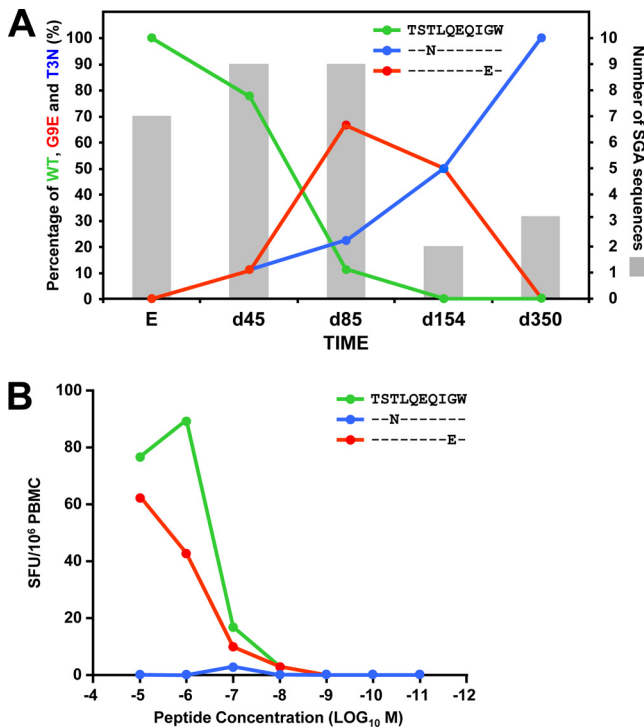 A
TSTLQEQIGW
--N-------
--------E-
Percentage of WT, G9E and T3N (%)
100
90
80
70
60
50
40
30
20
10
0
10
9
8
7
6
5
4
3
2
1
0
Number of SGA sequences
E d45 d85 d154 d350
TIME
B
TSTLQEQIGW
--N-------
--------E-
SFU/10⁶ PBMC
100
80
60
40
20
0
-4 -5 -6 -7 -8 -9 -10 -11 -12
Peptide Concentration (LOG₁₀ M)